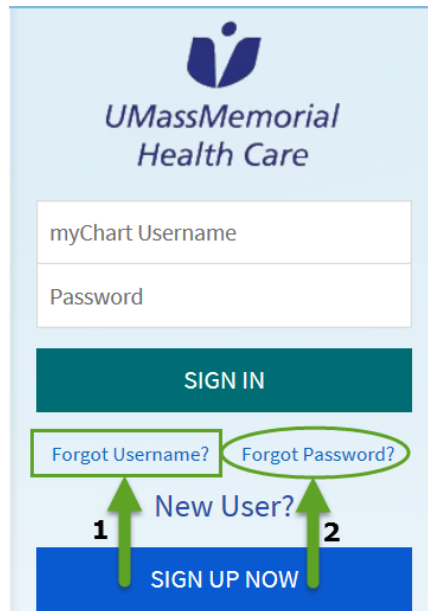 UMassMemorial
Health Care
myChart Username
Password
SIGN IN
Forgot Username? Forgot Password?
New User?
1 2
SIGN UP NOW